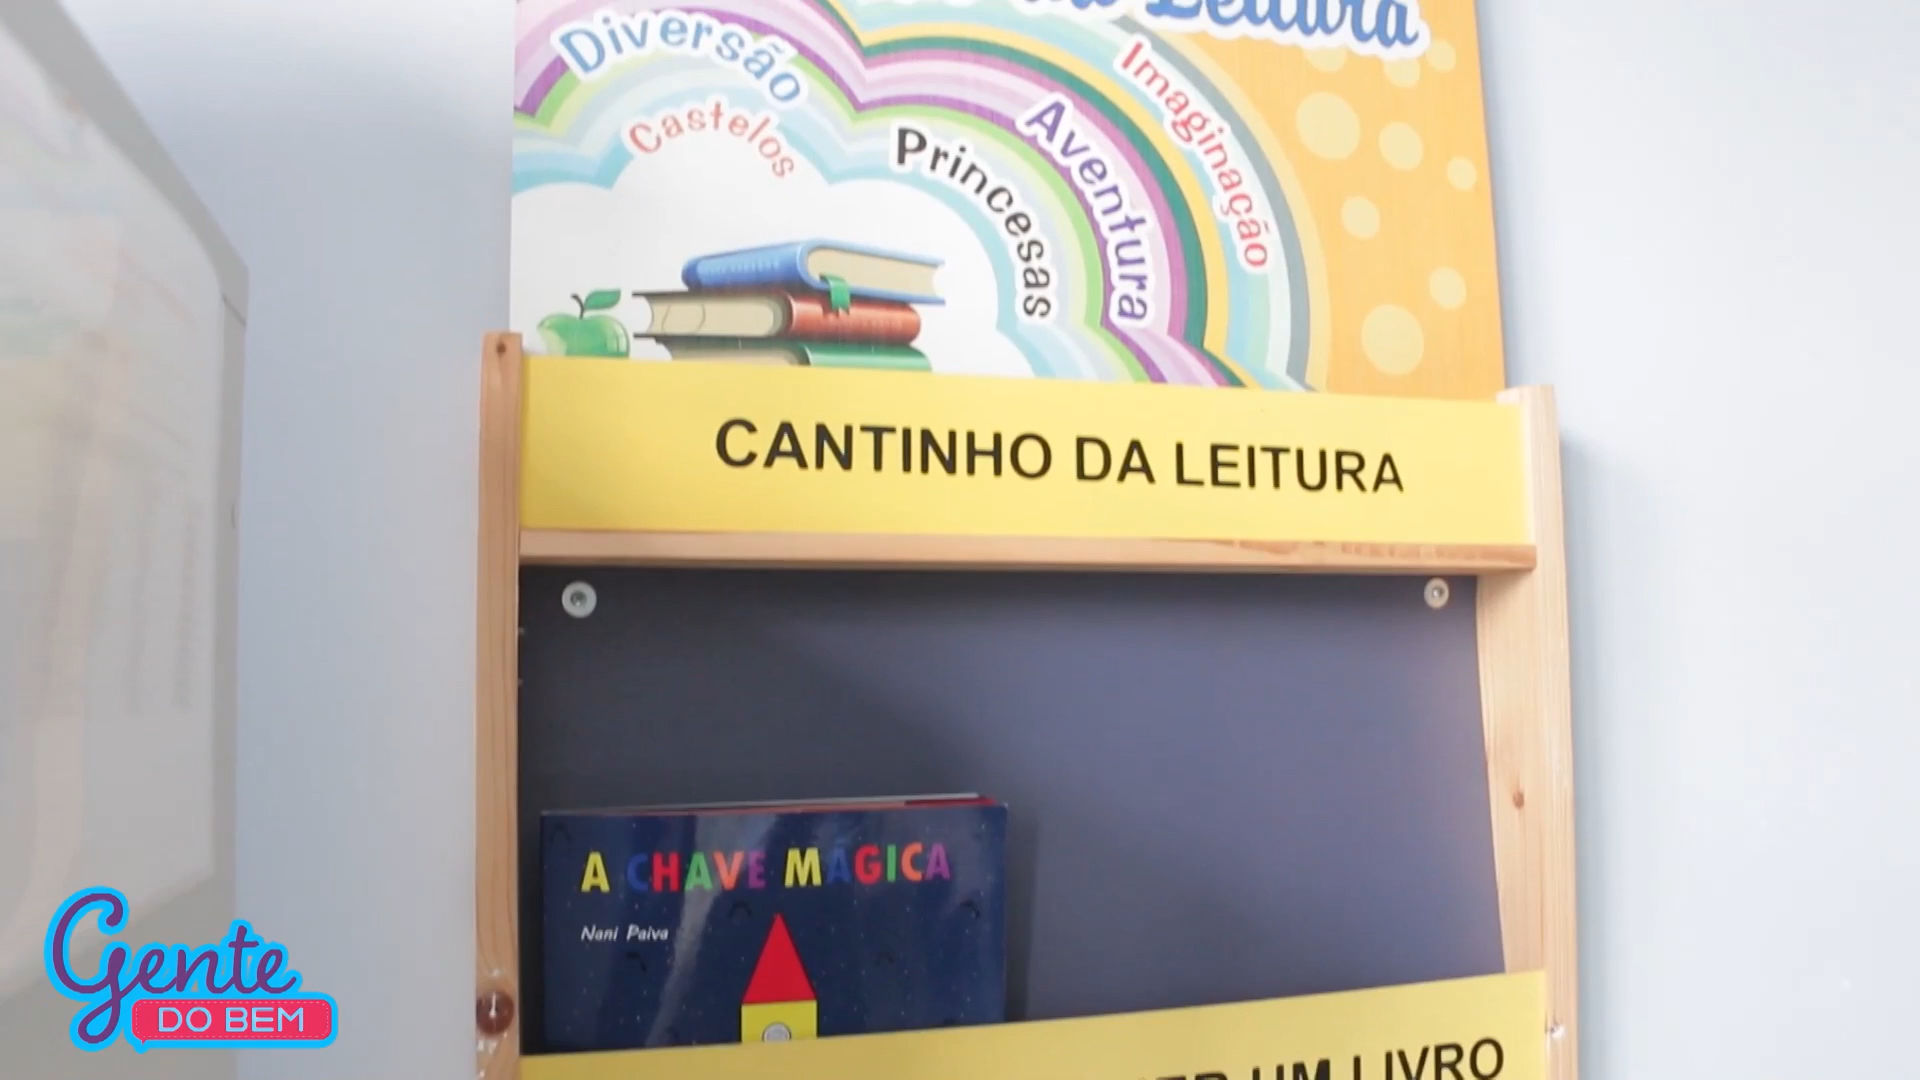 Leitura
Diversão
Castelos
Princesas
Aventura
Imaginação
CANTINHO DA LEITURA
A CHAVE MÁGICA
Nani Paiva
UM LIVRO
Gente
DO BEM